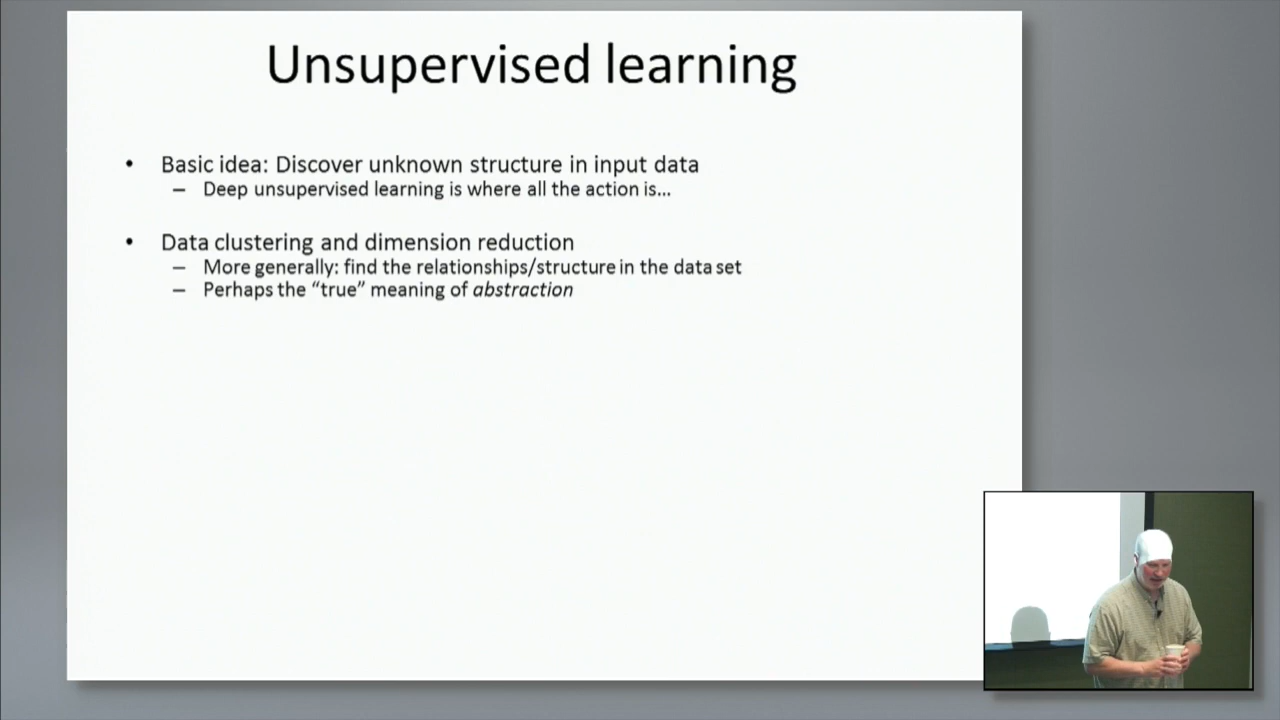 Unsupervised learning
• Basic idea: Discover unknown structure in input data
– Deep unsupervised learning is where all the action is...
• Data clustering and dimension reduction
– More generally: find the relationships/structure in the data set
– Perhaps the “true” meaning of abstraction